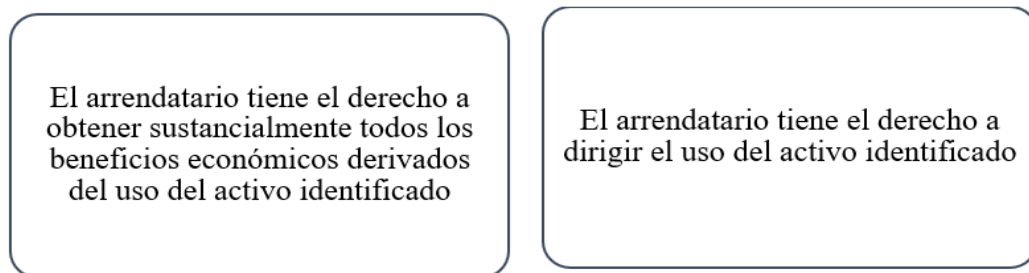 El arrendatario tiene el derecho a
obtener sustancialmente todos los
beneficios económicos derivados
del uso del activo identificado
El arrendatario tiene el derecho a
dirigir el uso del activo identificado